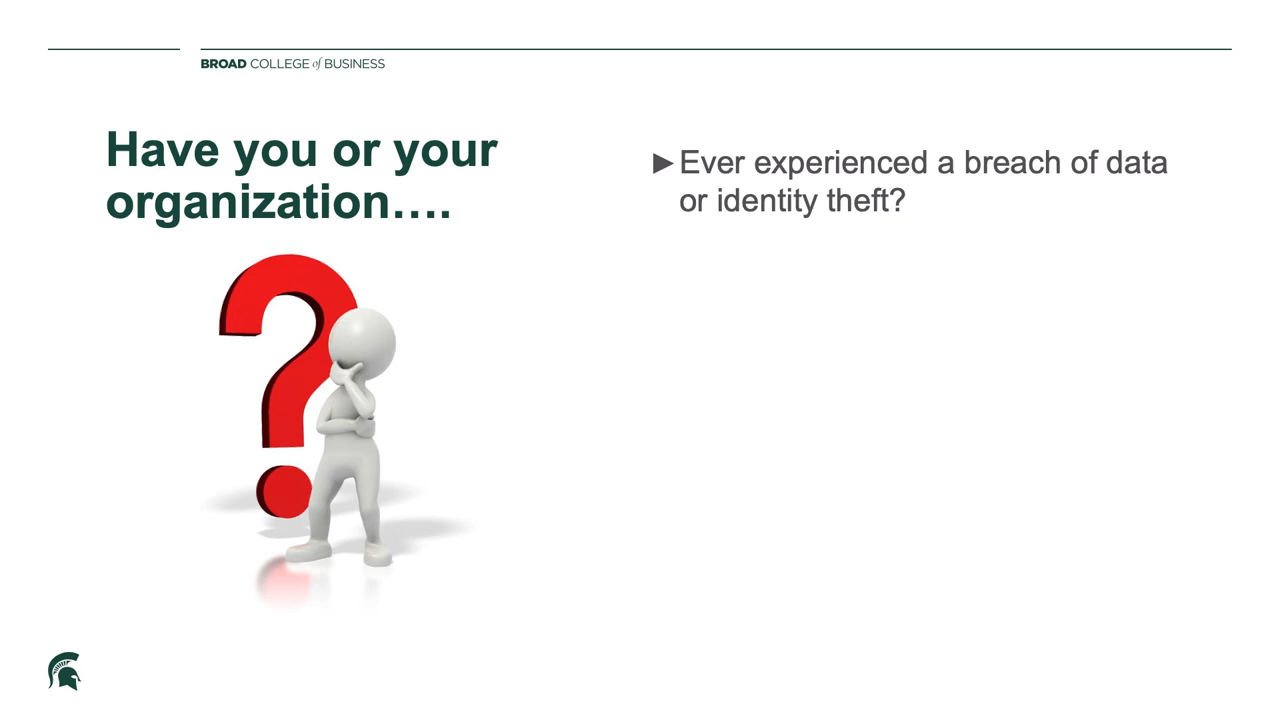 BROAD COLLEGE of BUSINESS
Have you or your
organization....
►Ever experienced a breach of data
or identity theft?